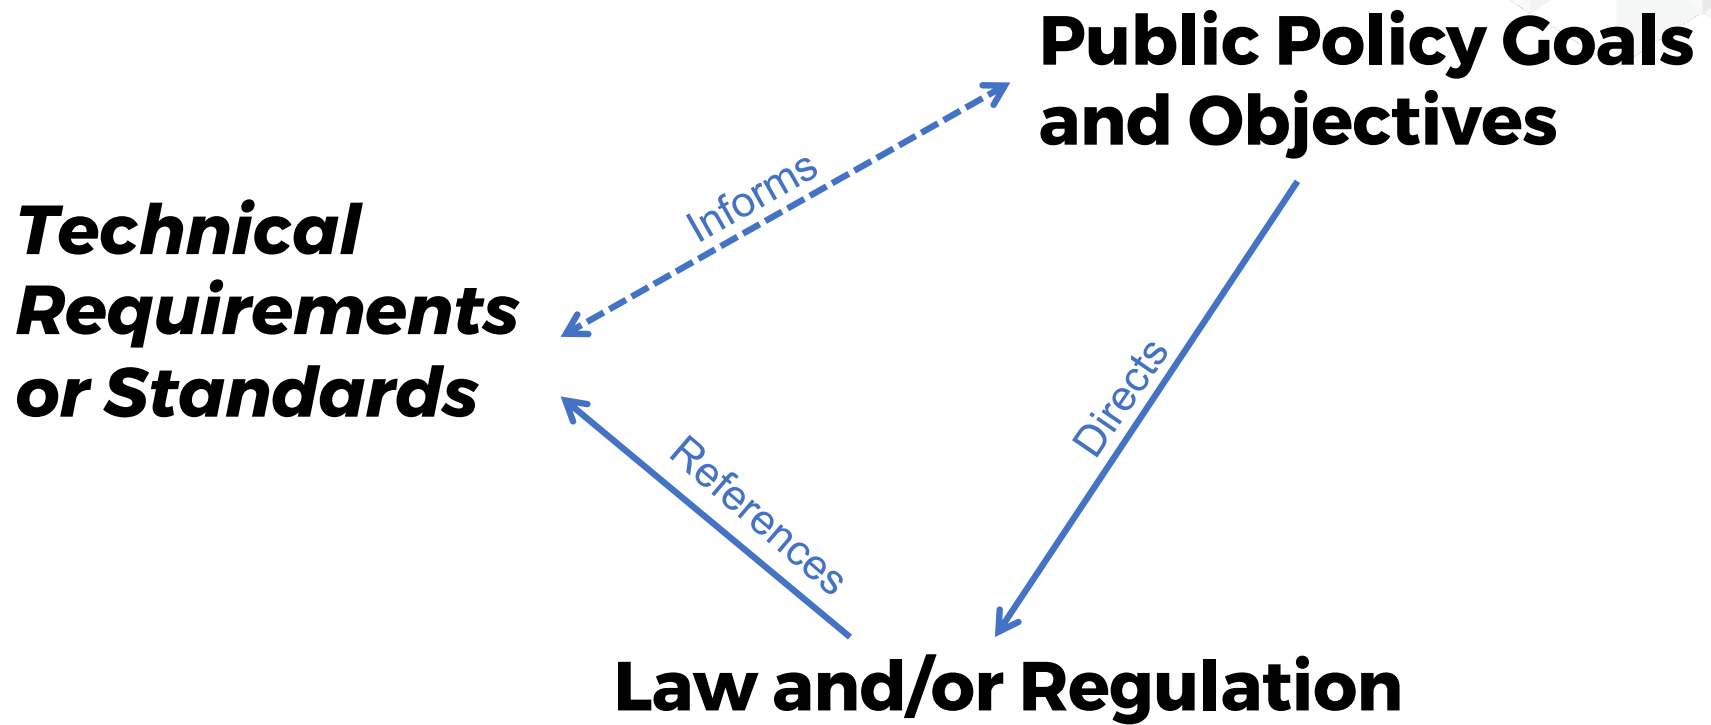 Public Policy Goals
and Objectives
Informs
Technical
Requirements
or Standards
Directs
References
Law and/or Regulation